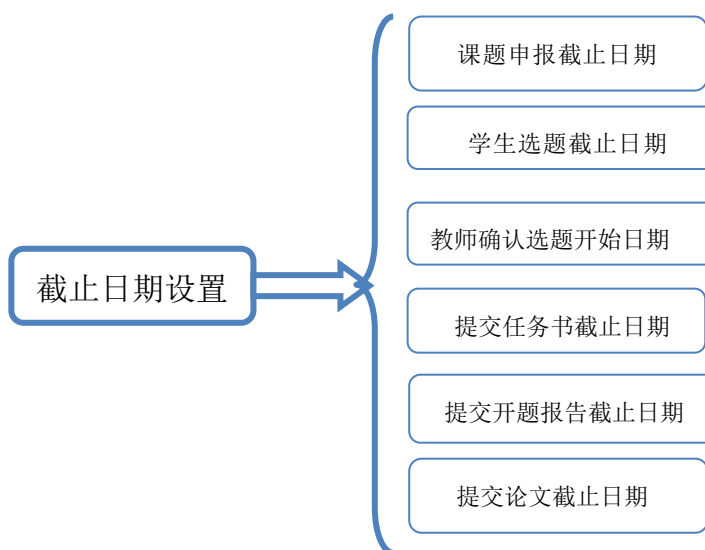 截止日期设置
课题申报截止日期
学生选题截止日期
教师确认选题开始日期
提交任务书截止日期
提交开题报告截止日期
提交论文截止日期